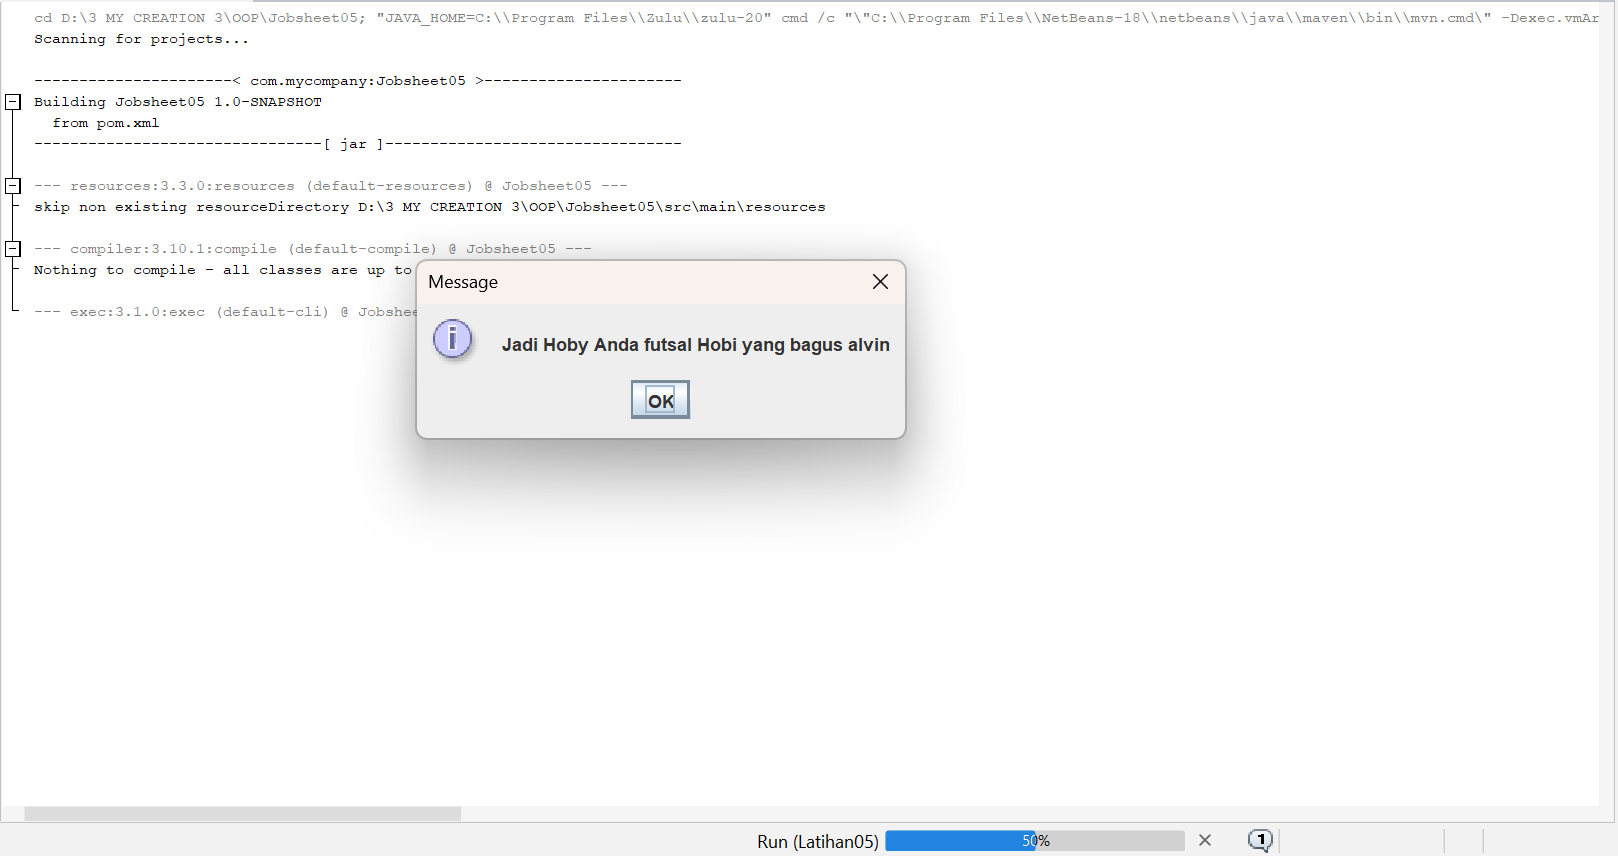 cd D:\3 MY CREATION 3\OOP\Jobsheet05; "JAVA_HOME=C:\\Program Files\\Zulu\\zulu-20" cmd /c "\"C:\\Program Files\\NetBeans-18\\netbeans\\java\\maven\\bin\\mvn.cmd\" -Dexec.vmAr
Scanning for projects...
----------------------< com.mycompany:Jobsheet05 >----------------------
Building Jobsheet05 1.0-SNAPSHOT
from pom.xml
--------------------------------[ jar ]---------------------------------
--- resources:3.3.0:resources (default-resources) @ Jobsheet05 ---
skip non existing resourceDirectory D:\3 MY CREATION 3\OOP\Jobsheet05\src\main\resources
--- compiler:3.10.1:compile (default-compile) @ Jobsheet05 ---
Nothing to compile - all classes are up to
--- exec:3.1.0:exec (default-cli) @ Jobshee
Message
i
Jadi Hoby Anda futsal Hobi yang bagus alvin
OK
Run (Latihan05)
50%
1